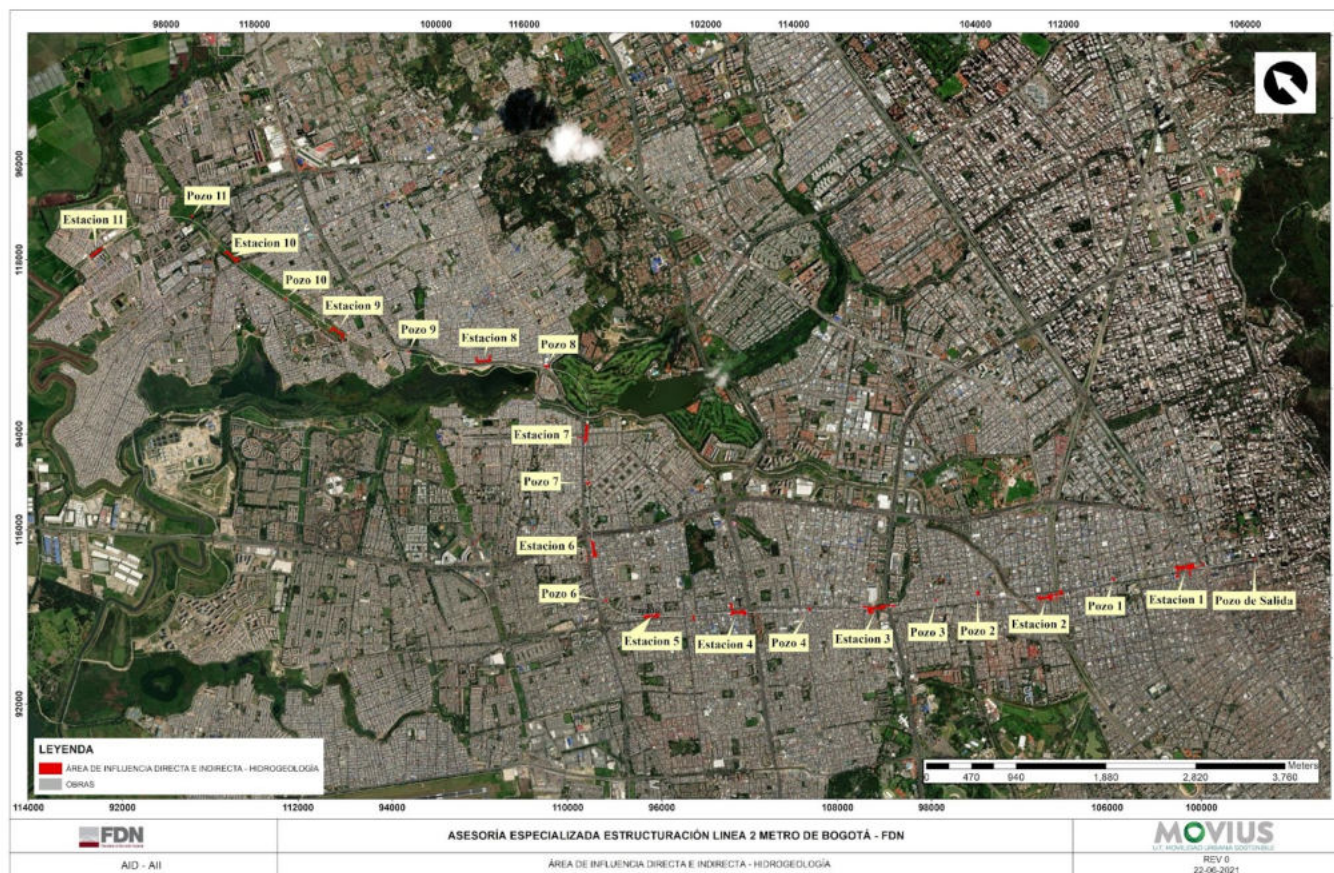 98000 118000 100000 116000 102000 114000 104000 112000 106000
96000
Pozo 11
Estacion 11
Estacion 10
118000
Pozo 10
Estacion 9
Pozo 9
Estacion 8
Pozo 8
94000
Estacion 7
Pozo 7
116000
Estacion 6
Pozo 6
Estacion 5
Estacion 4
Pozo 4
Estacion 3
Pozo 3
Pozo 2
Estacion 2
Pozo 1
Estacion 1
Pozo de Salida
92000
LEYENDA
ÁREA DE INFLUENCIA DIRECTA E INDIRECTA - HIDROGEOLOGÍA
OBRAS
Meters
0 470 940 1,880 2,820 3,760
114000 92000 112000 94000 110000 96000 108000 98000 106000 100000
FDN
ASESORÍA ESPECIALIZADA ESTRUCTURACIÓN LINEA 2 METRO DE BOGOTÁ - FDN
MOVIUS
U.T. MOVILIDAD URBANA SOSTENIBLE
AID - AII
ÁREA DE INFLUENCIA DIRECTA E INDIRECTA - HIDROGEOLOGÍA
REV 0
22-06-2021